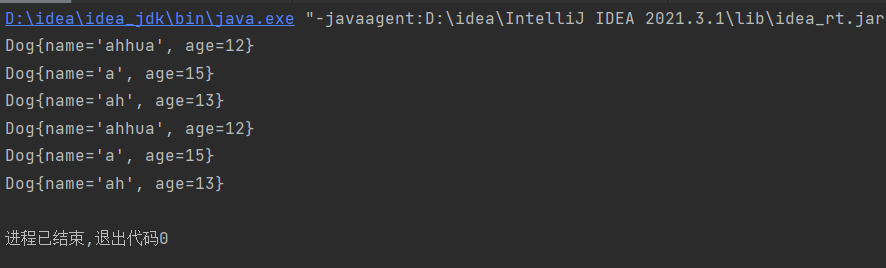 D:\idea\idea_jdk\bin\java.exe "-javaagent:D:\idea\IntelliJ IDEA 2021.3.1\lib\idea_rt.jar
Dog{name='ahhua', age=12}
Dog{name='a', age=15}
Dog{name='ah', age=13}
Dog{name='ahhua', age=12}
Dog{name='a', age=15}
Dog{name='ah', age=13}
进程已结束,退出代码0